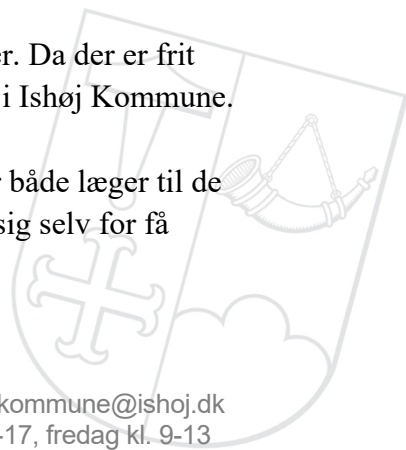 er. Da der er frit
i Ishøj Kommune.
r både læger til de
sig selv for få
kommune@ishoj.dk
-17, fredag kl. 9-13